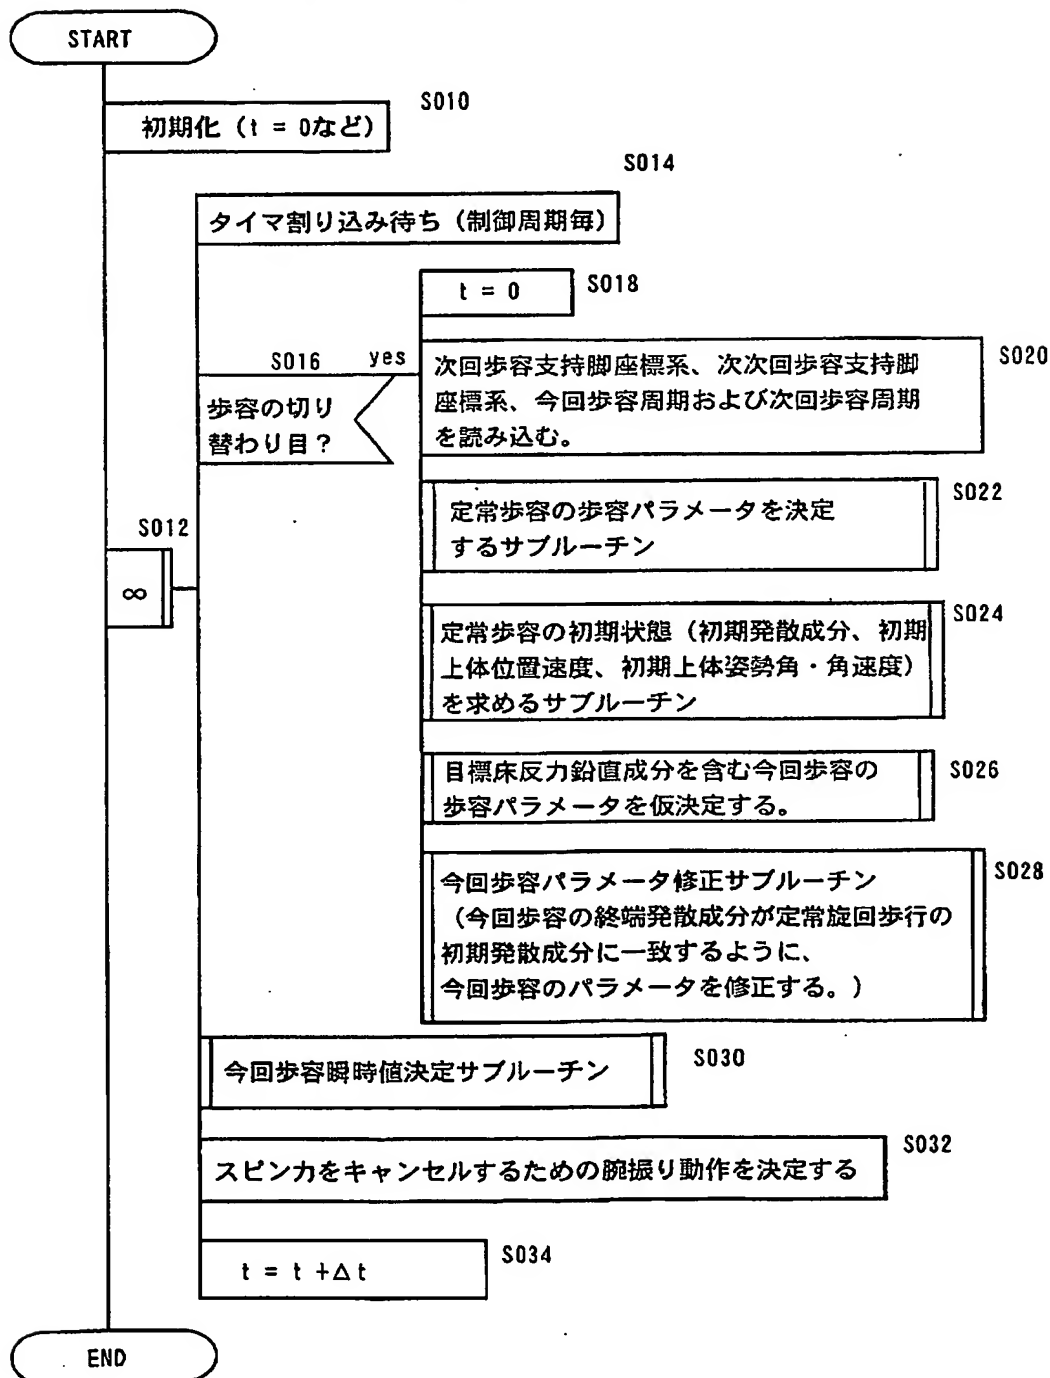 START
S010
初期化（t = 0など）
S014
タイマ割り込み待ち（制御周期毎）
t = 0
S018
S016
yes
歩容の切り
替わり目？
次回歩容支持脚座標系、次次回歩容支持脚
座標系、今回歩容周期および次回歩容周期
を読み込む。
S020
定常歩容の歩容パラメータを決定
するサブルーチン
S022
S012
∞
定常歩容の初期状態（初期発散成分、初期
上体位置速度、初期上体姿勢角・角速度）
を求めるサブルーチン
S024
目標床反力鉛直成分を含む今回歩容の
歩容パラメータを仮決定する。
S026
今回歩容パラメータ修正サブルーチン
（今回歩容の終端発散成分が定常旋回歩行の
初期発散成分に一致するように、
今回歩容のパラメータを修正する。）
S028
今回歩容瞬時値決定サブルーチン
S030
スピン力をキャンセルするための腕振り動作を決定する
S032
t = t +Δt
S034
END